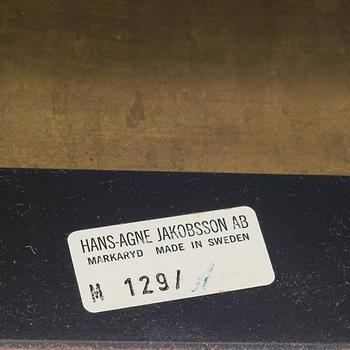 HANS-AGNE JAKOBSSON AB
MARKARYD MADE IN SWEDEN
M 129/